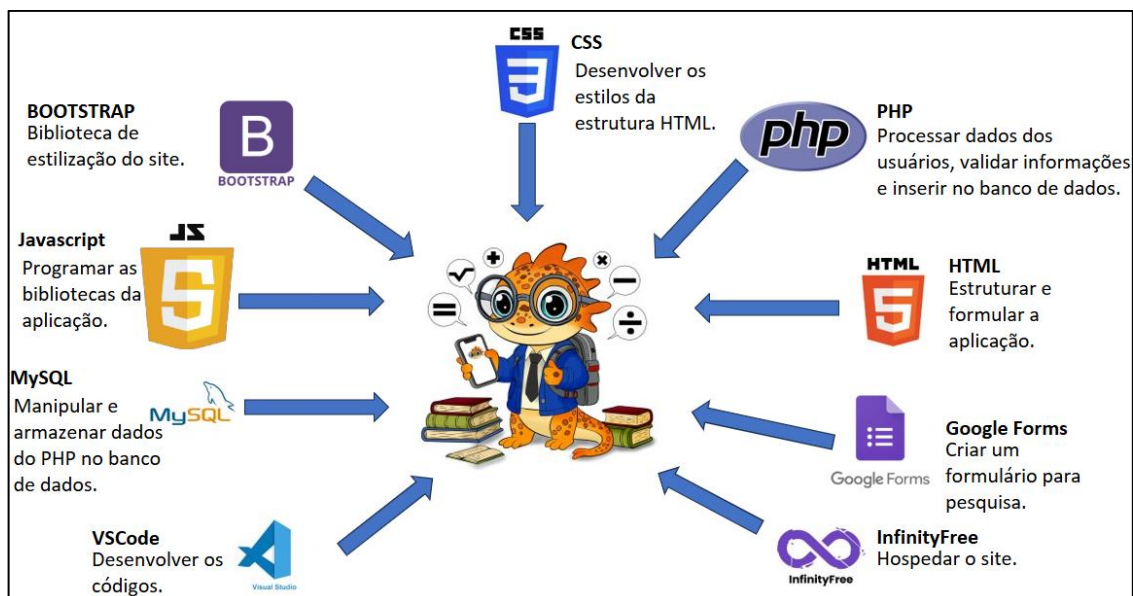 CSS
CSS
Desenvolver os
estilos da
estrutura HTML.
BOOTSTRAP
Biblioteca de
estilização do site.
B
BOOTSTRAP
php
PHP
Processar dados dos
usuários, validar informações
e inserir no banco de dados.
Javascript
Programar as
bibliotecas da
aplicação.
JS
HTML
5
HTML
Estruturar e
formular a
aplicação.
MySQL
Manipular e
armazenar dados
do PHP no banco
de dados.
MySQL
Google Forms
Google Forms
Criar um
formulário para
pesquisa.
VSCode
Desenvolver os
códigos.
Visual Studio
InfinityFree
InfinityFree
Hospedar o site.
√
+
×
−
=
÷